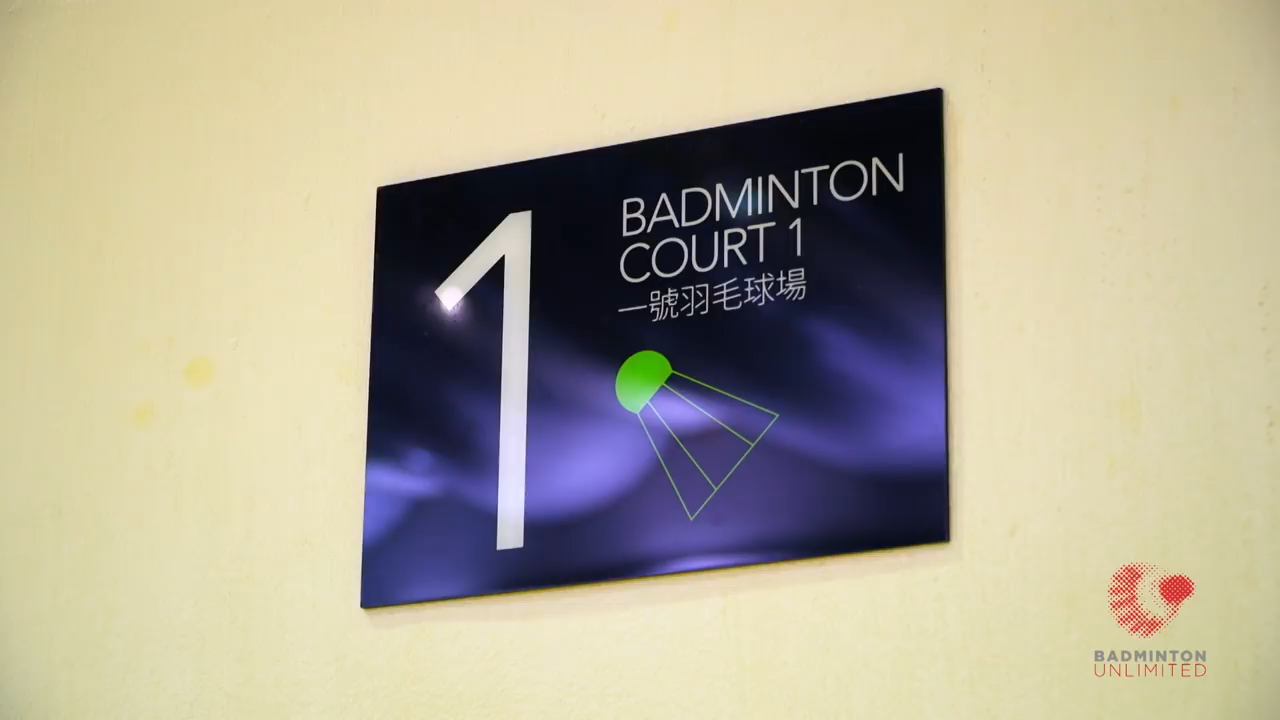 1
BADMINTON
COURT 1
一號羽毛球場
BADMINTON
UNLIMITED